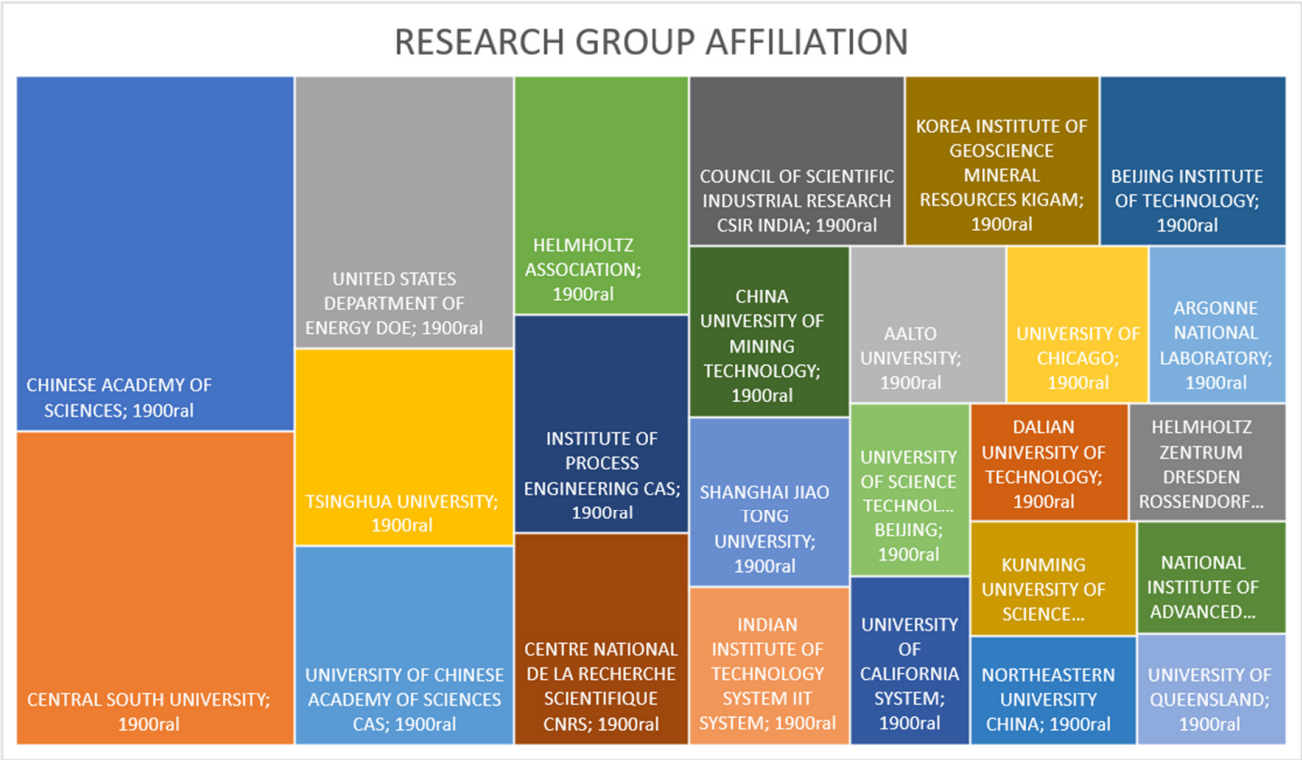 RESEARCH GROUP AFFILIATION
CHINESE ACADEMY OF
SCIENCES; 1900ral
CENTRAL SOUTH UNIVERSITY;
1900ral
UNITED STATES
DEPARTMENT OF
ENERGY DOE; 1900ral
TSINGHUA UNIVERSITY;
1900ral
UNIVERSITY OF CHINESE
ACADEMY OF SCIENCES
CAS; 1900ral
HELMHOLTZ
ASSOCIATION;
1900ral
INSTITUTE OF
PROCESS
ENGINEERING CAS;
1900ral
CENTRE NATIONAL
DE LA RECHERCHE
SCIENTIFIQUE
CNRS; 1900ral
COUNCIL OF SCIENTIFIC
INDUSTRIAL RESEARCH
CSIR INDIA; 1900ral
KOREA INSTITUTE OF
GEOSCIENCE
MINERAL
RESOURCES KIGAM;
1900ral
BEIJING INSTITUTE
OF TECHNOLOGY;
1900ral
CHINA
UNIVERSITY OF
MINING
TECHNOLOGY;
1900ral
SHANGHAI JIAO
TONG
UNIVERSITY;
1900ral
INDIAN
INSTITUTE OF
TECHNOLOGY
SYSTEM IIT
SYSTEM; 1900ral
AALTO
UNIVERSITY;
1900ral
UNIVERSITY OF
CHICAGO;
1900ral
ARGONNE
NATIONAL
LABORATORY;
1900ral
UNIVERSITY
OF SCIENCE
TECHNOL...
BEIJING;
1900ral
UNIVERSITY
OF
CALIFORNIA
SYSTEM;
1900ral
DALIAN
UNIVERSITY OF
TECHNOLOGY;
1900ral
HELMHOLTZ
ZENTRUM
DRESDEN
ROSSENDORF...
KUNMING
UNIVERSITY OF
SCIENCE...
NATIONAL
INSTITUTE OF
ADVANCED...
NORTHEASTERN
UNIVERSITY
CHINA; 1900ral
UNIVERSITY OF
QUEENSLAND;
1900ral